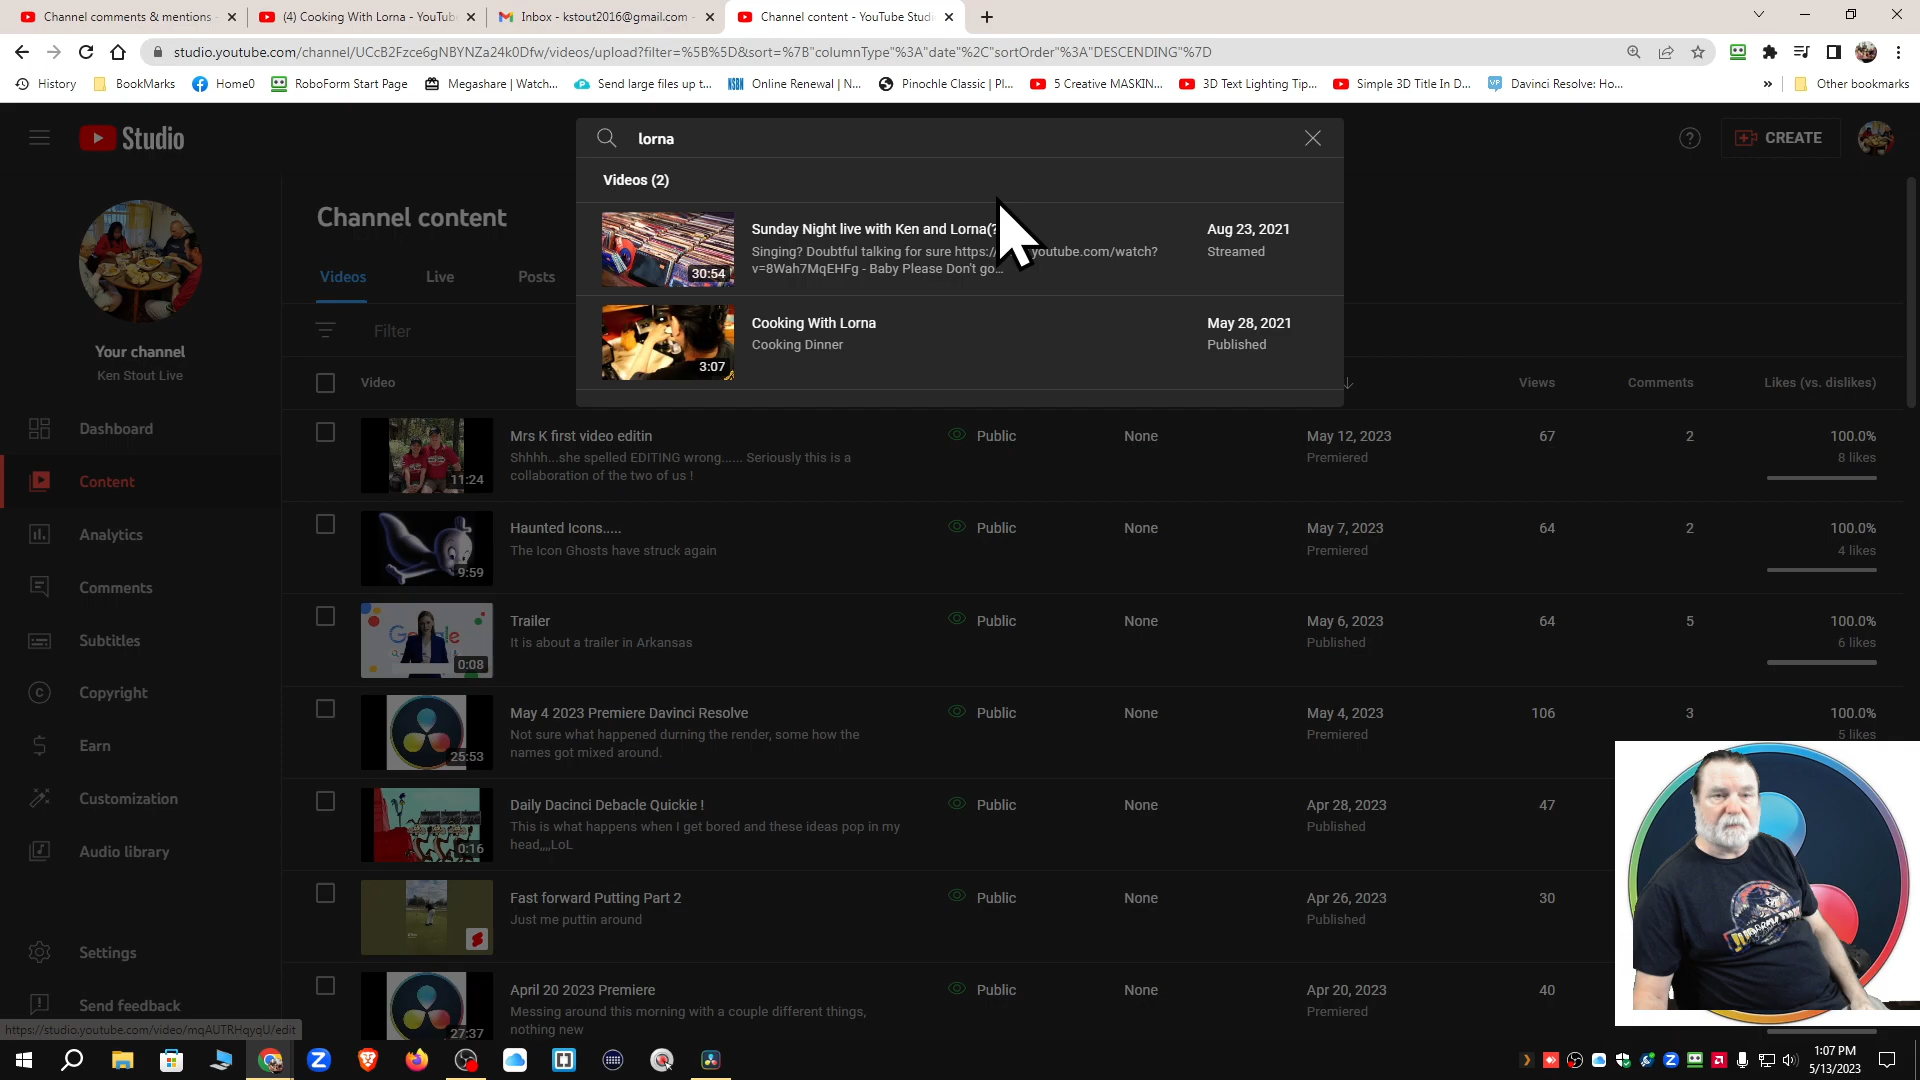 Channel comments & mentions
(4) Cooking With Lorna - YouTub
Inbox - kstout2016@gmail.com -
Channel content - YouTube Studi
studio.youtube.com/channel/UCcB2Fzce6gNBYNZa24k0Dfw/videos/upload?filter=%5B%5D&sort=%7B"columnType"%3A"date"%2C"sortOrder"%3A"DESCENDING"%7D
History
BookMarks
Home0
RoboForm Start Page
Megashare | Watch...
Send large files up t...
Online Renewal | N...
Pinochle Classic | Pl...
5 Creative MASKIN...
3D Text Lighting Tip...
Simple 3D Title In D...
Davinci Resolve: Ho...
»
Other bookmarks
Studio
lorna
CREATE
Videos (2)
Sunday Night live with Ken and Lorna(?
Singing? Doubtful talking for sure https:/ youtube.com/watch?
v=8Wah7MqEHFg - Baby Please Don't go...
30:54
Aug 23, 2021
Streamed
Cooking With Lorna
Cooking Dinner
3:07
May 28, 2021
Published
Your channel
Ken Stout Live
Dashboard
Content
Analytics
Comments
Subtitles
Copyright
Earn
Customization
Audio library
Settings
Send feedback
https://studio.youtube.com/video/mqAUTRHqyqU/edit
Channel content
Videos
Live
Posts
Filter
Video
Views
Comments
Likes (vs. dislikes)
11:24
Mrs K first video editin
Shhhh...she spelled EDITING wrong...... Seriously this is a
collaboration of the two of us !
Public
None
May 12, 2023
Premiered
67
2
100.0%
8 likes
9:59
Haunted Icons.....
The Icon Ghosts have struck again
Public
None
May 7, 2023
Premiered
64
2
100.0%
4 likes
Google
0:08
Trailer
It is about a trailer in Arkansas
Public
None
May 6, 2023
Published
64
5
100.0%
6 likes
25:53
May 4 2023 Premiere Davinci Resolve
Not sure what happened durning the render, some how the
names got mixed around.
Public
None
May 4, 2023
Premiered
106
3
100.0%
5 likes
0:16
Daily Dacinci Debacle Quickie !
This is what happens when I get bored and these ideas pop in my
head,,,,LoL
Public
None
Apr 28, 2023
Published
47
Fast forward Putting Part 2
Just me puttin around
Public
None
Apr 26, 2023
Published
30
27:37
April 20 2023 Premiere
Messing around this morning with a couple different things,
nothing new
Public
None
Apr 20, 2023
Premiered
40
1:07 PM
5/13/2023